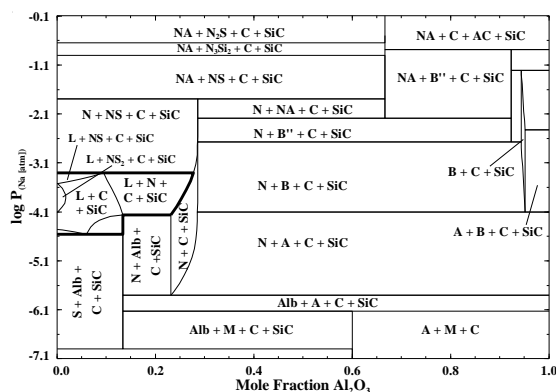 -0.1
-1.1
-2.1
-3.1
-4.1
-5.1
-6.1
-7.1
log P(Na [atm])
NA + N₂S + C + SiC
NA + C + AC + SiC
NA + N₃Si₂ + C + SiC
NA + NS + C + SiC
NA + B'' + C + SiC
N + NS + C + SiC
N + NA + C + SiC
N + B'' + C + SiC
L + NS + C + SiC
L + NS₂ + C + SiC
B + C + SiC
L + N +
C + SiC
L + C
+ SiC
N + B + C + SiC
A + B + C + SiC
N + C + SiC
N + Alb +
C +SiC
N + A + C + SiC
S + Alb +
C + SiC
Alb + A + C + SiC
Alb + M + C + SiC
A + M + C
0.0 0.2 0.4 0.6 0.8 1.0
Mole Fraction Al₂O₃